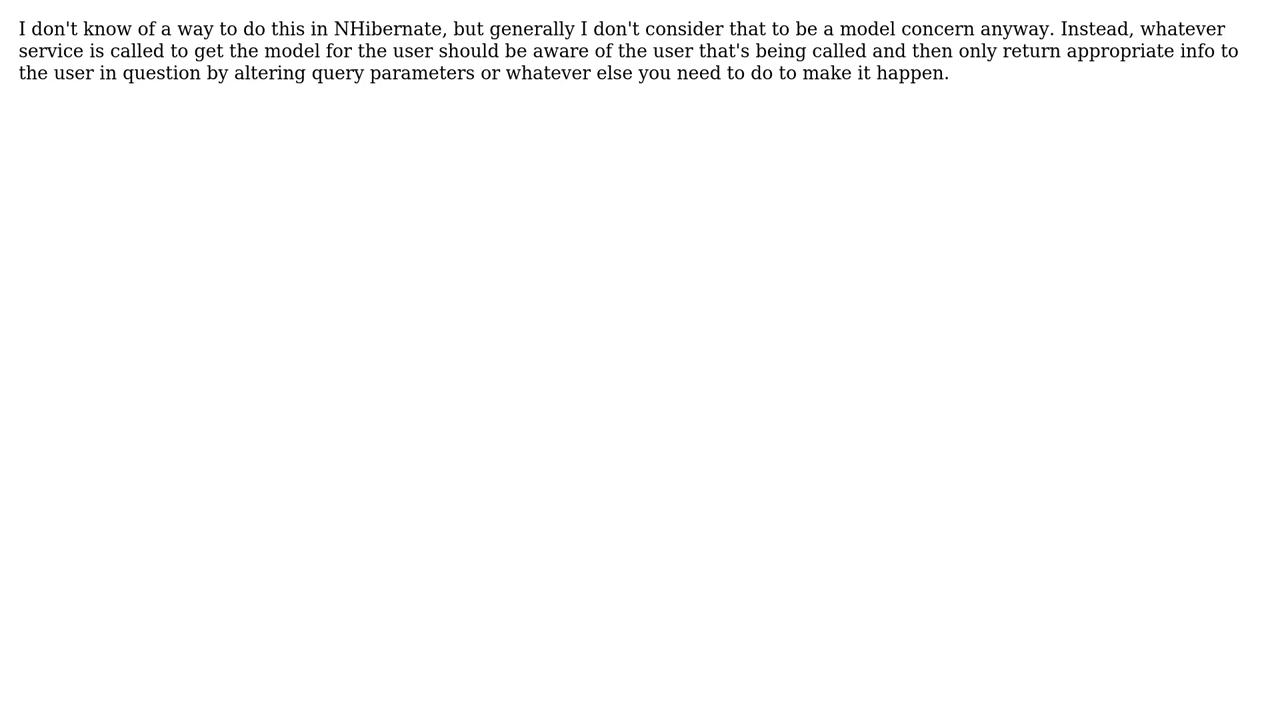 I don't know of a way to do this in NHibernate, but generally I don't consider that to be a model concern anyway. Instead, whatever
service is called to get the model for the user should be aware of the user that's being called and then only return appropriate info to
the user in question by altering query parameters or whatever else you need to do to make it happen.